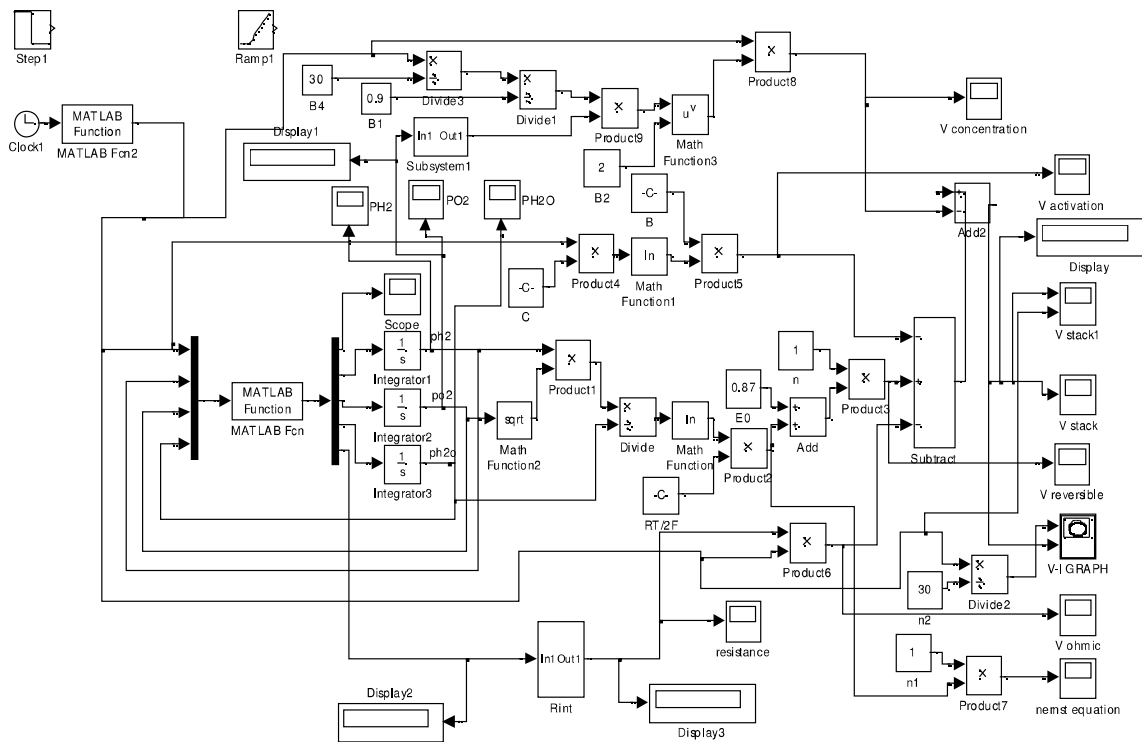 Step1
Ramp1
×
÷
Divide3
30
B4
0.9
B1
×
÷
Divide1
×
Product9
u^v
Math
Function3
×
Product8
V concentration
Clock1
MATLAB
Function
MATLAB Fcn2
Display1
In1 Out1
Subsystem1
2
B2
-C-
B
PH2
PO2
PH2O
V activation
Add2
Display
×
Product4
ln
Math
Function1
×
Product5
-C-
C
Scope
V stack1
ph2
1
s
Integrator1
MATLAB
Function
MATLAB Fcn
po2
1
s
Integrator2
ph2o
1
s
Integrator3
×
Product1
sqrt
Math
Function2
×
÷
Divide
ln
Math
Function
×
Product2
-C-
RT/2F
1
n
0.87
E0
+
+
Add
×
Product3
Subtract
V stack
V reversible
×
Product6
30
n2
×
÷
Divide2
V-I GRAPH
V ohmic
In1 Out1
Rint
resistance
Display2
Display3
1
n1
×
Product7
nernst equation